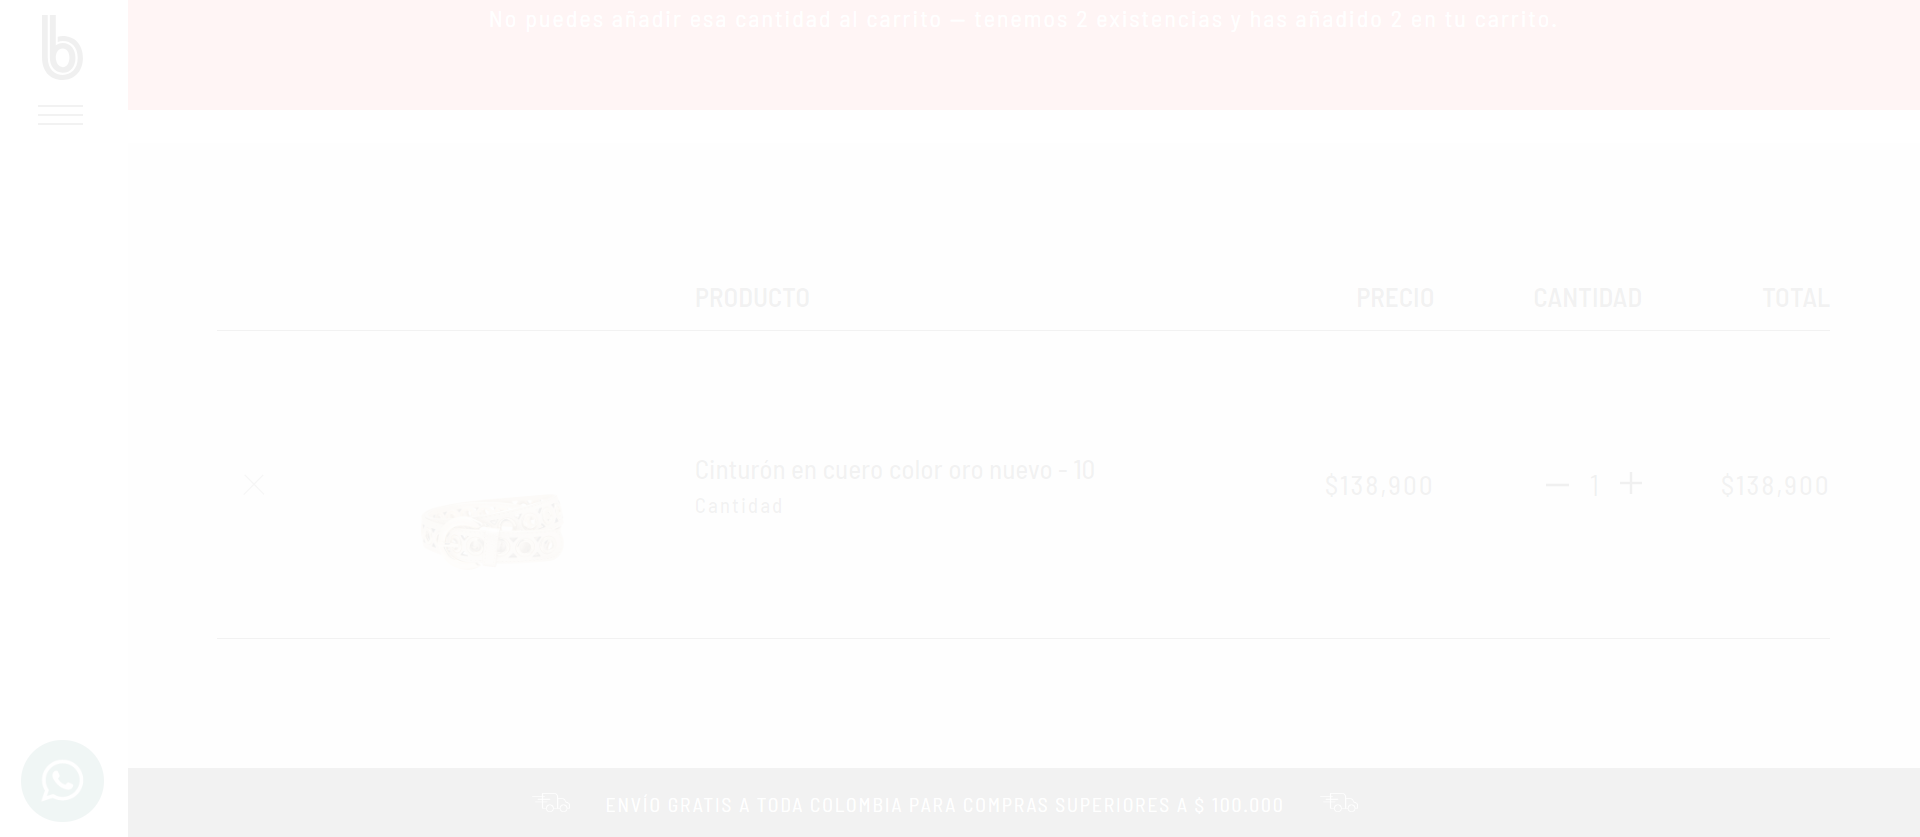 No puedes añadir esa cantidad al carrito — tenemos 2 existencias y has añadido 2 en tu carrito.
b
PRODUCTO PRECIO CANTIDAD TOTAL
Cinturón en cuero color oro nuevo - 10
Cantidad
$138,900 1 $138,900
ENVÍO GRATIS A TODA COLOMBIA PARA COMPRAS SUPERIORES A $ 100.000